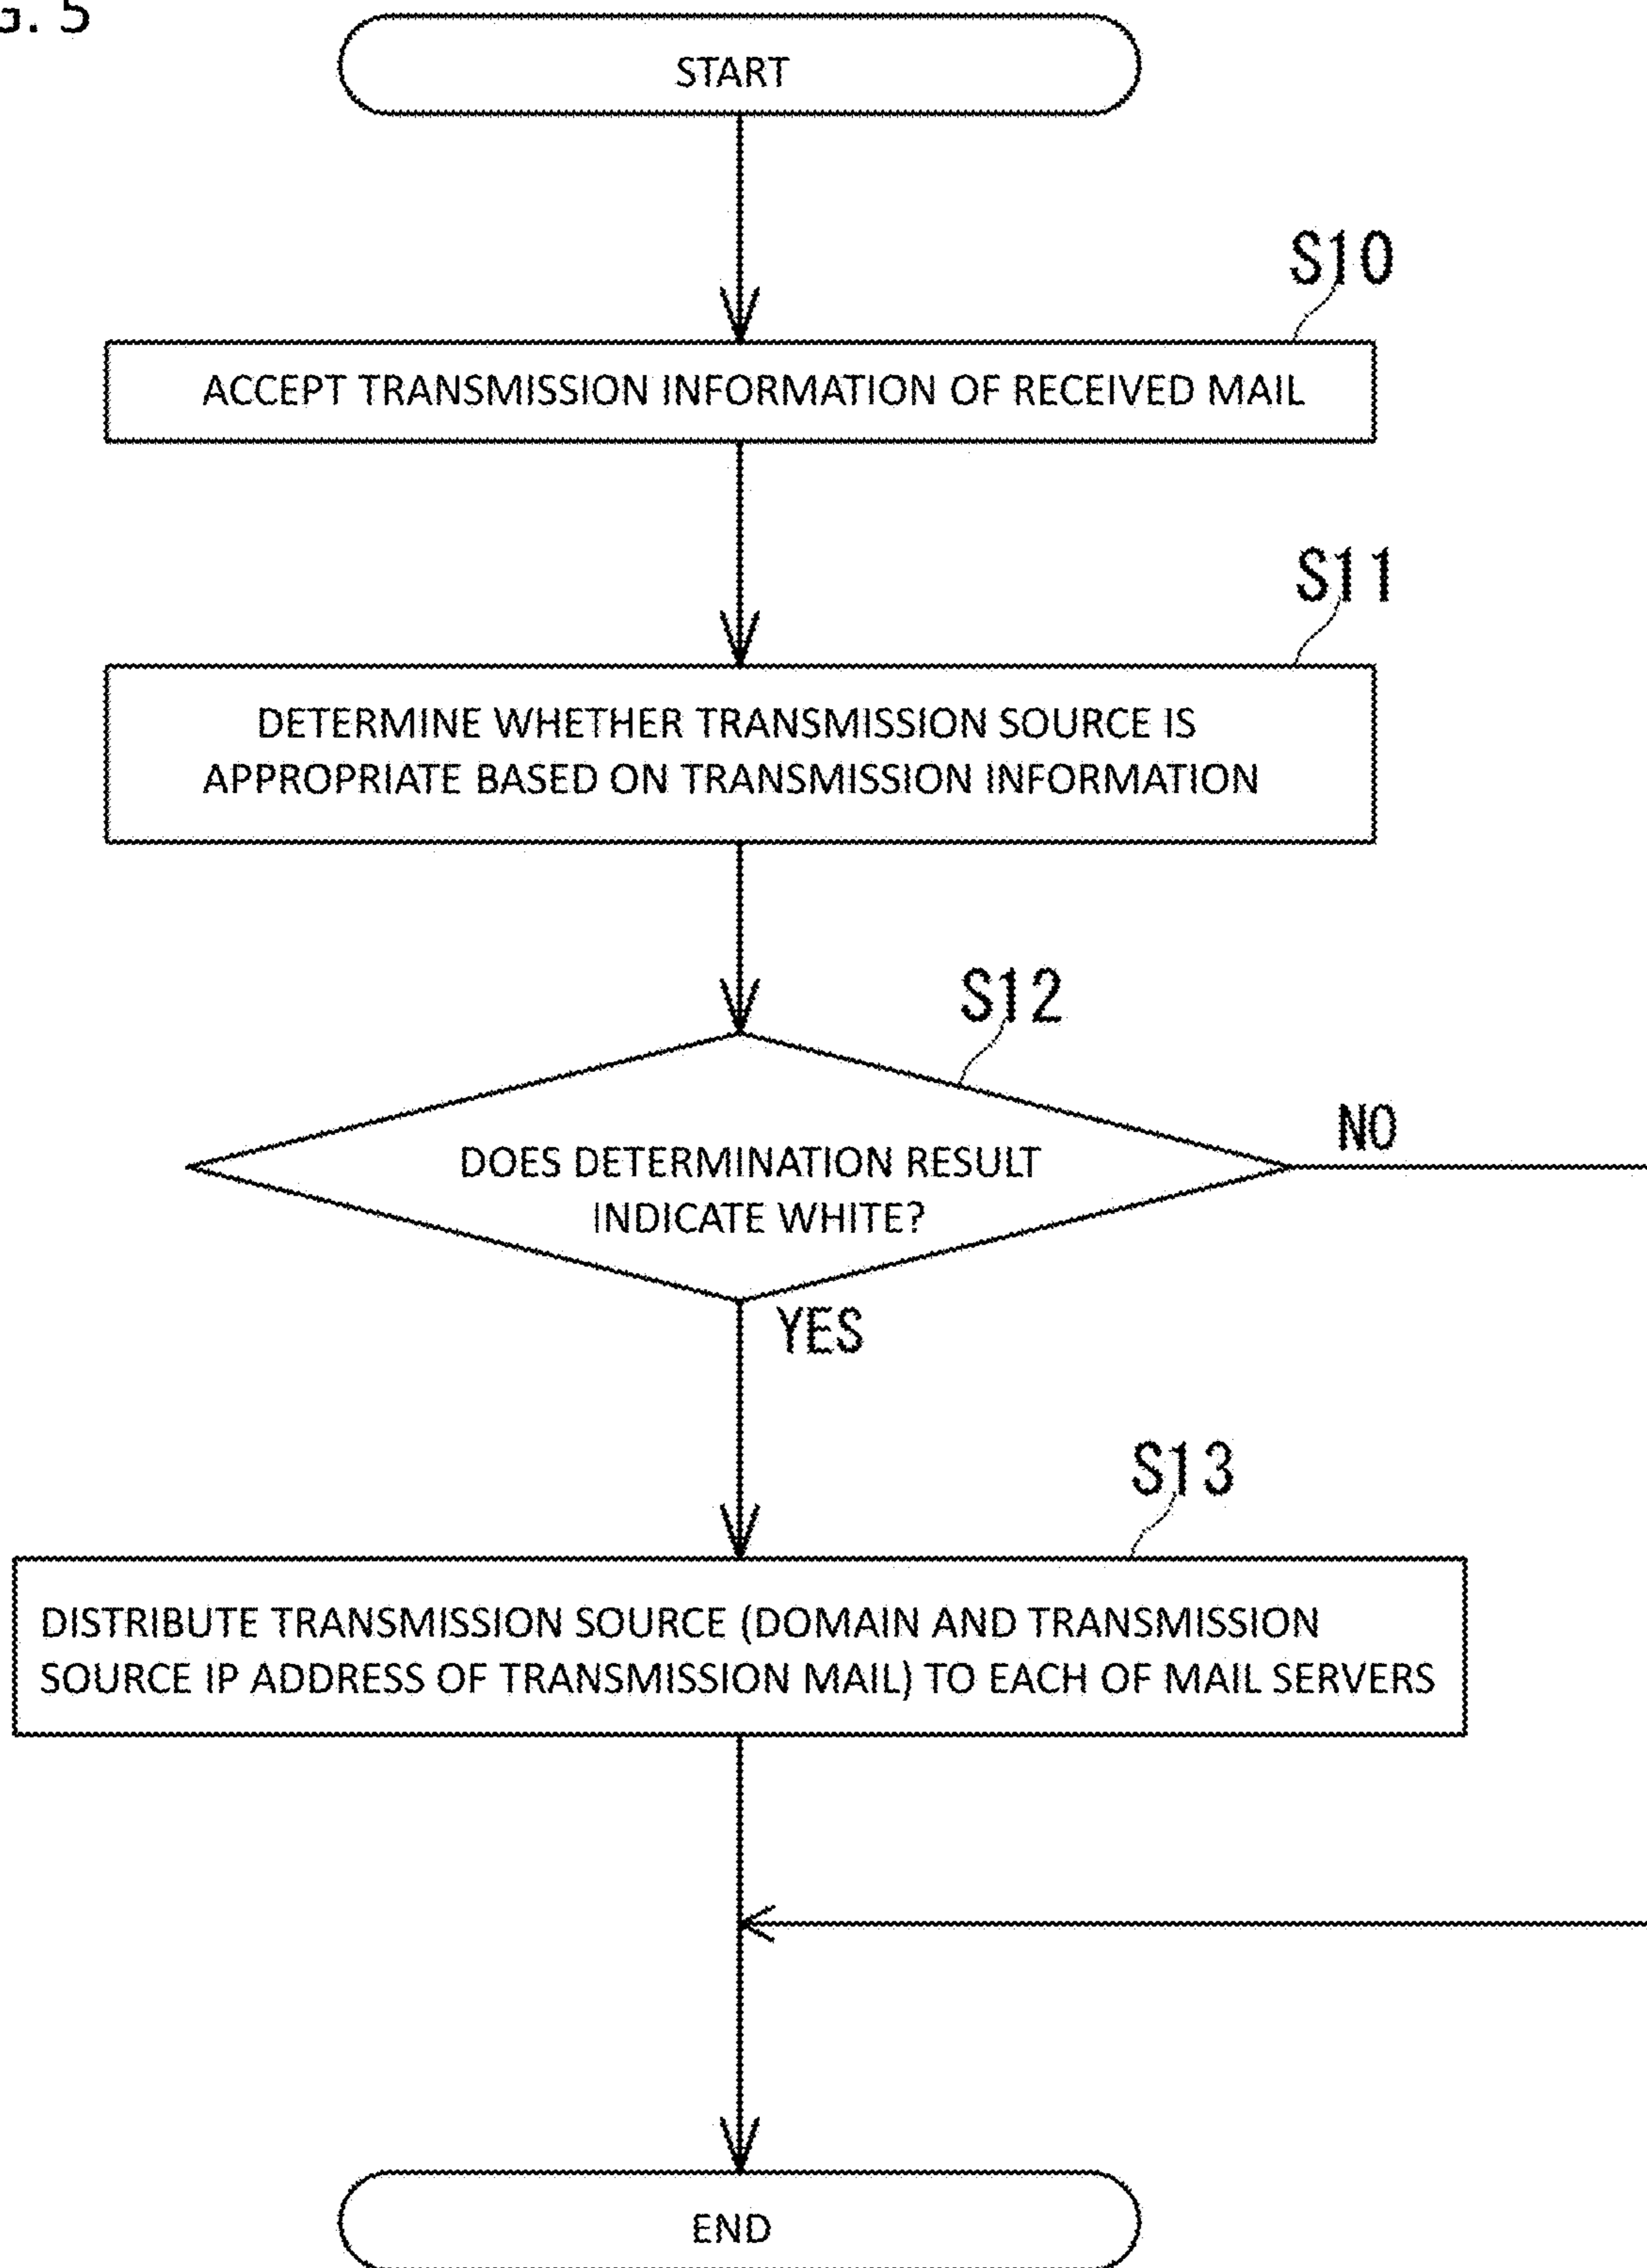 G. 5
START
S10
ACCEPT TRANSMISSION INFORMATION OF RECEIVED MAIL
S11
DETERMINE WHETHER TRANSMISSION SOURCE IS
APPROPRIATE BASED ON TRANSMISSION INFORMATION
S12
DOES DETERMINATION RESULT
INDICATE WHITE?
NO
YES
S13
DISTRIBUTE TRANSMISSION SOURCE (DOMAIN AND TRANSMISSION
SOURCE IP ADDRESS OF TRANSMISSION MAIL) TO EACH OF MAIL SERVERS
END